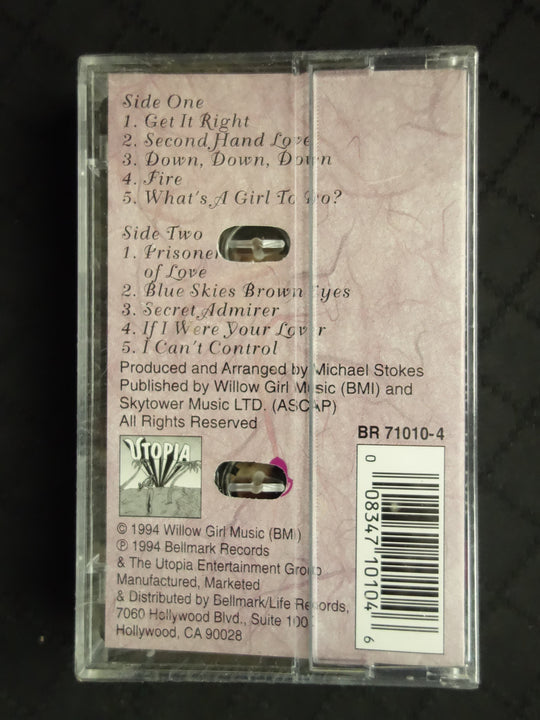 Side One
1. Get It Right
2. Second Hand Love
3. Down, Down, Down
4. Fire
5. What's A Girl To Do?
Side Two
1. Prisoner
of Love
2. Blue Skies Brown Eyes
3. Secret Admirer
4. If I Were Your Lover
5. I Can't Control
Produced and Arranged by Michael Stokes
Published by Willow Girl Music (BMI) and
Skytower Music LTD. (ASCAP)
All Rights Reserved
BR 71010-4
UTOPIA
© 1994 Willow Girl Music (BMI)
℗ 1994 Bellmark Records
& The Utopia Entertainment Group
Manufactured, Marketed
& Distributed by Bellmark/Life Records,
7060 Hollywood Blvd., Suite 100
Hollywood, CA 90028
0 08347 10104 6